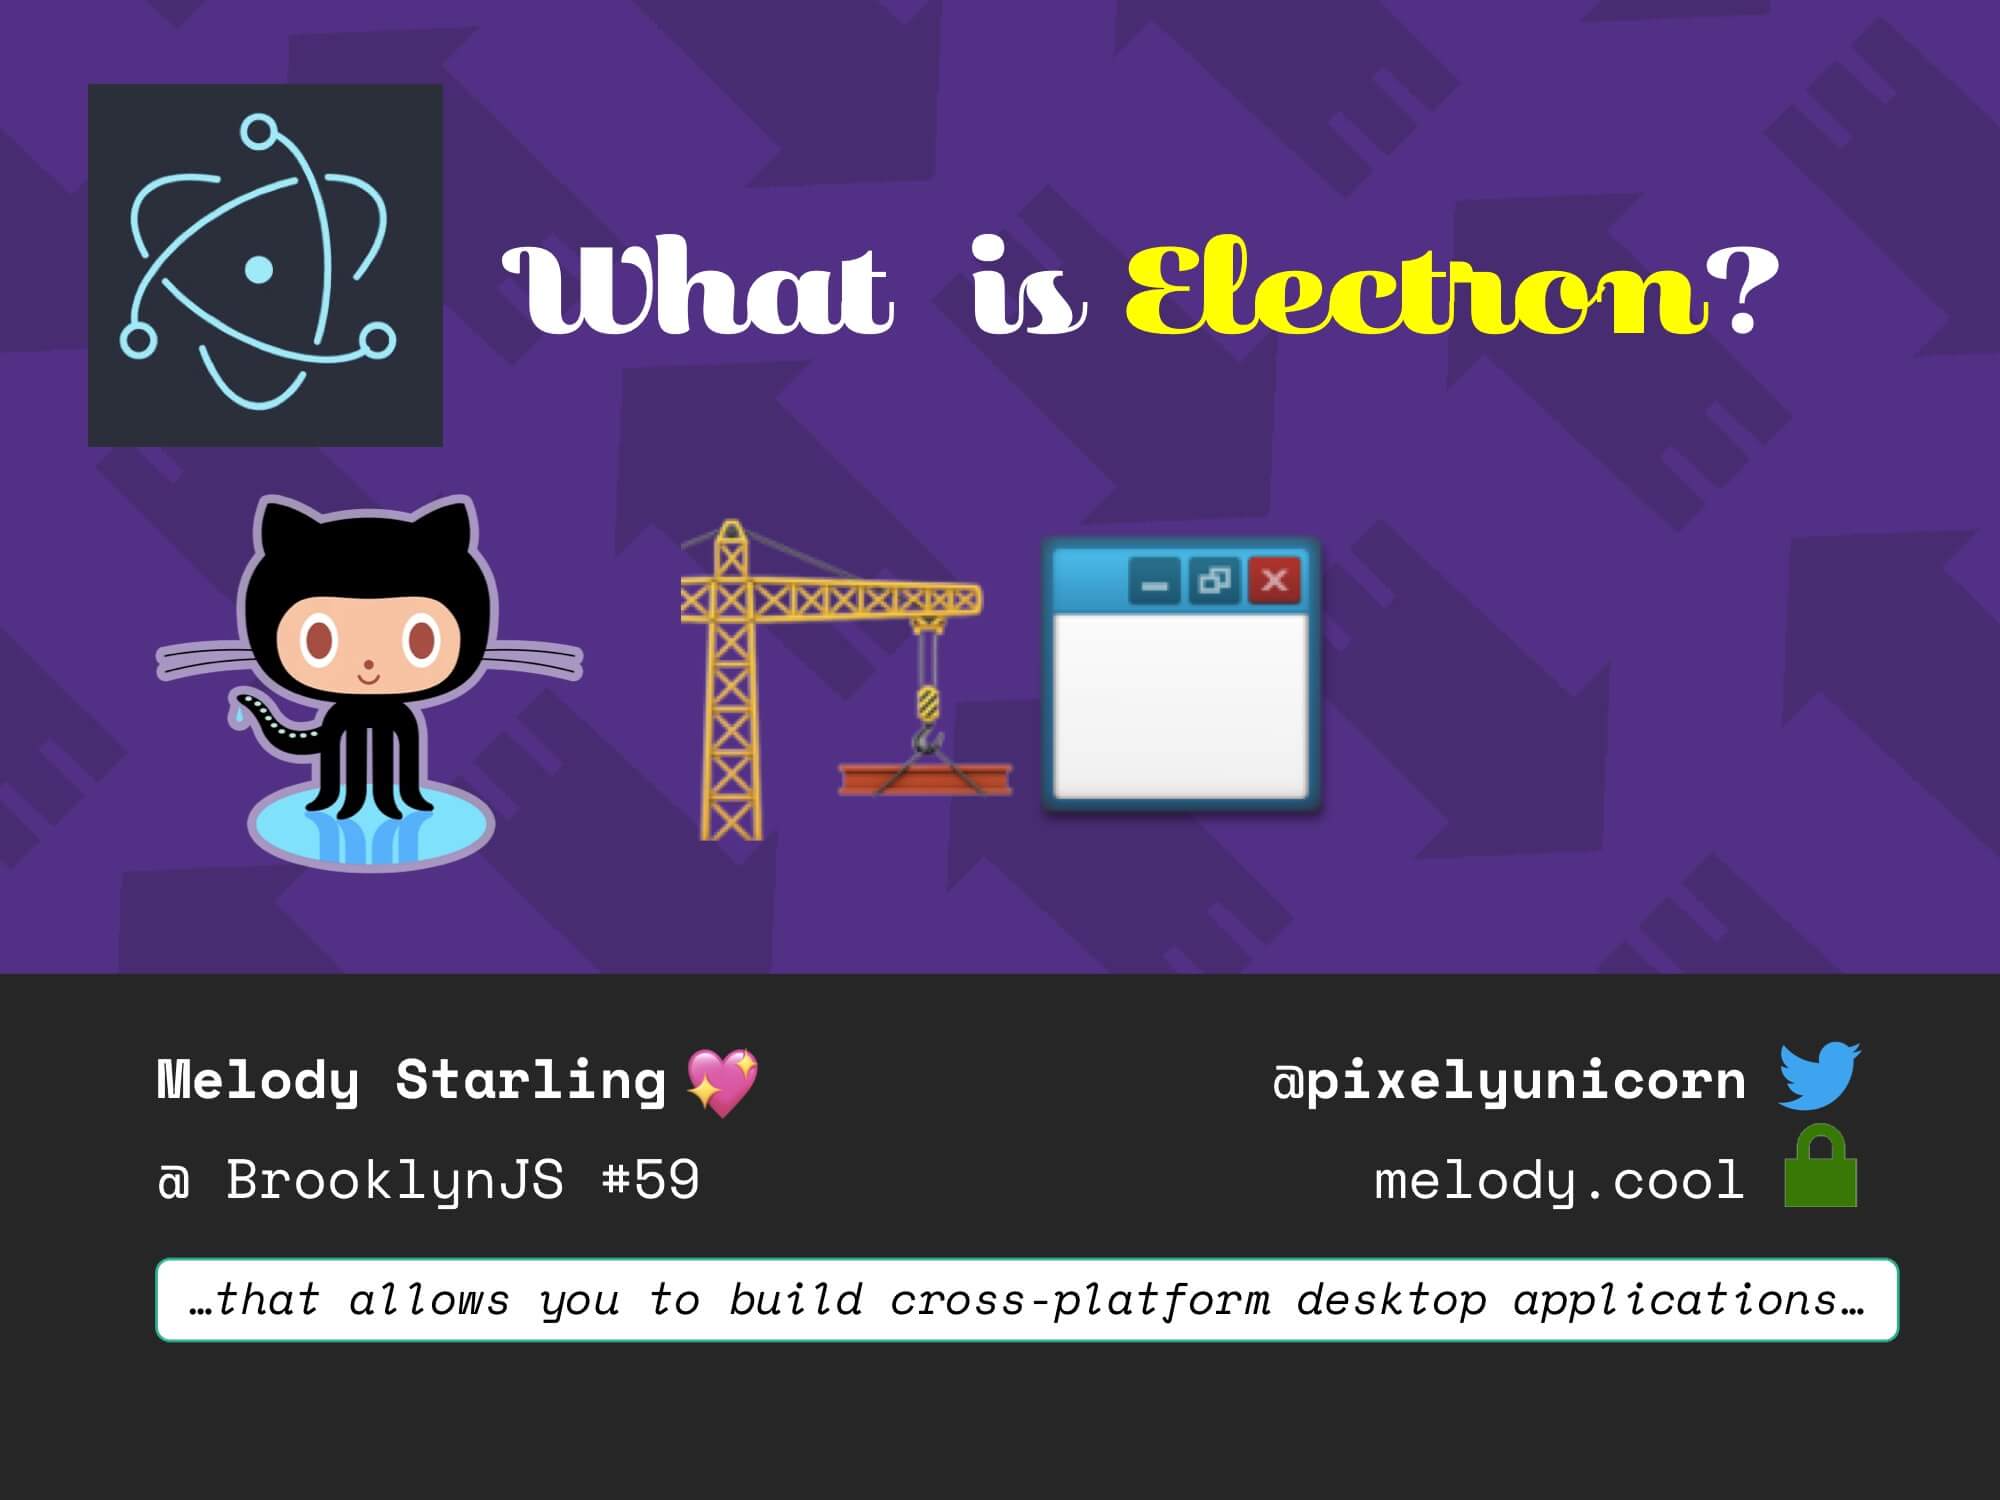 What is Electron?
Melody Starling
@pixelyunicorn
@ BrooklynJS #59
melody.cool
…that allows you to build cross-platform desktop applications…